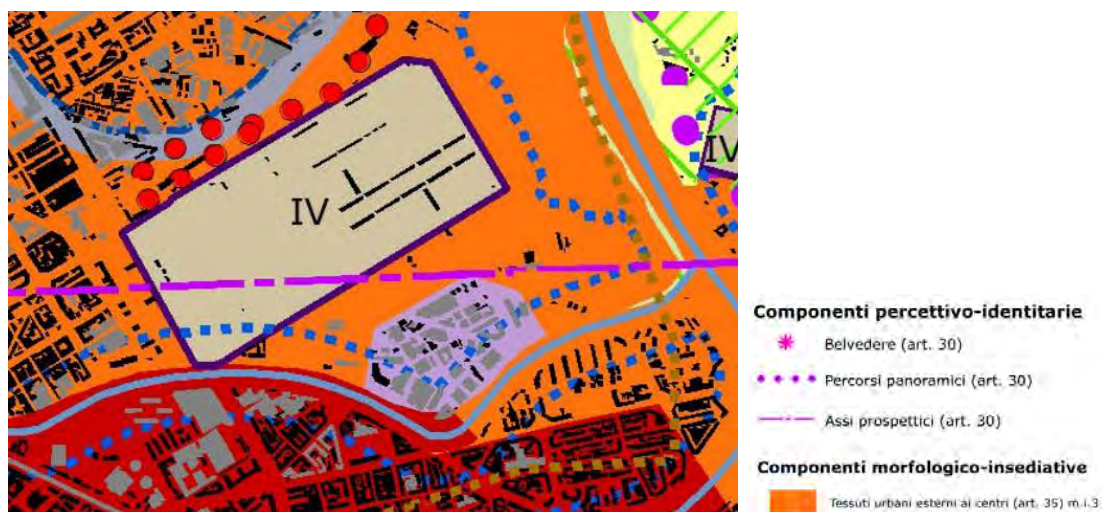 IV
IV
Componenti percettivo-identitarie
Belvedere (art. 30)
Percorsi panoramici (art. 30)
Assi prospettici (art. 30)
Componenti morfologico-insediative
Tessuti urbani esterni ai centri (art. 35) m.i.3